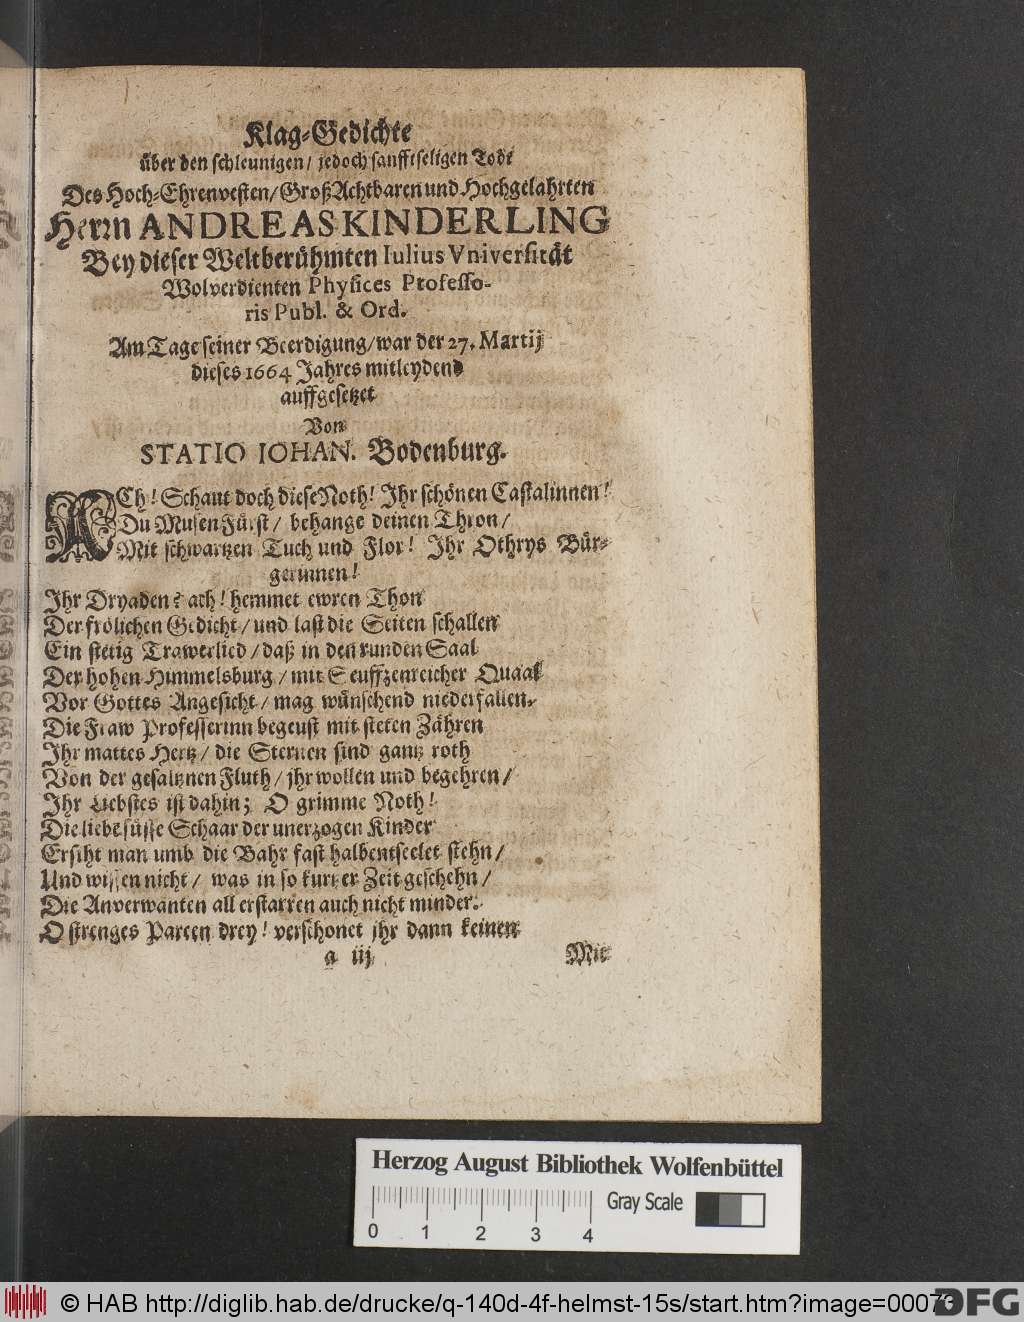 Klag-Gedichte
über den schleunigen/ jedoch sanfftseligen Todt
Des Hoch-Ehrenvesten/ GroßAchtbaren und Hochgelahrten
Herrn ANDREAS KINDERLING
Bey dieser Weltberühmten Iulius Vniversität
Wolverdienten Physices Professo-
ris Publ. & Ord.
Am Tage seiner Beerdigung/ war der 27. Martij
dieses 1664 Jahres mitleydend
auffgesetzet
Von
STATIO IOHAN. Bodenburg.
ACh! Schaut doch diese Noth! Ihr schönen Castalinnen!
Du Musen Fürst/ behange deinen Thron/
Mit schwartzen Tuch und Flor! Ihr Othrys Bür-
gerinnen!
Ihr Dryaden? ach! hemmet ewren Thon
Der frölichen Gedicht/ und last die Seiten schallen
Ein stetig Trawerlied/ daß in den runden Saal
Der hohen Himmelsburg/ mit Seuffzenreicher Quaal
Vor Gottes Angesicht/ mag wünschend niederfallen.
Die Fraw Professerinn begeust mit steten Zähren
Ihr mattes Hertz/ die Sternen sind gantz roth
Von der gesaltznen Fluth/ jhr wollen und begehren/
Ihr Liebstes ist dahin; O grimme Noth!
Die liebe süsse Schaar der unerzogen Kinder
Ersiht man umb die Bahr fast halbentseelet stehn/
Und wissen nicht/ was in so kurtzer Zeit geschehn/
Die Anverwanten all erstarren auch nicht minder.
O strenges Parcen drey! verschonet jhr dann keinen
g iij
Mit
Herzog August Bibliothek Wolfenbüttel
Gray Scale
0 1 2 3 4
© HAB http://diglib.hab.de/drucke/q-140d-4f-helmst-15s/start.htm?image=00073
DFG